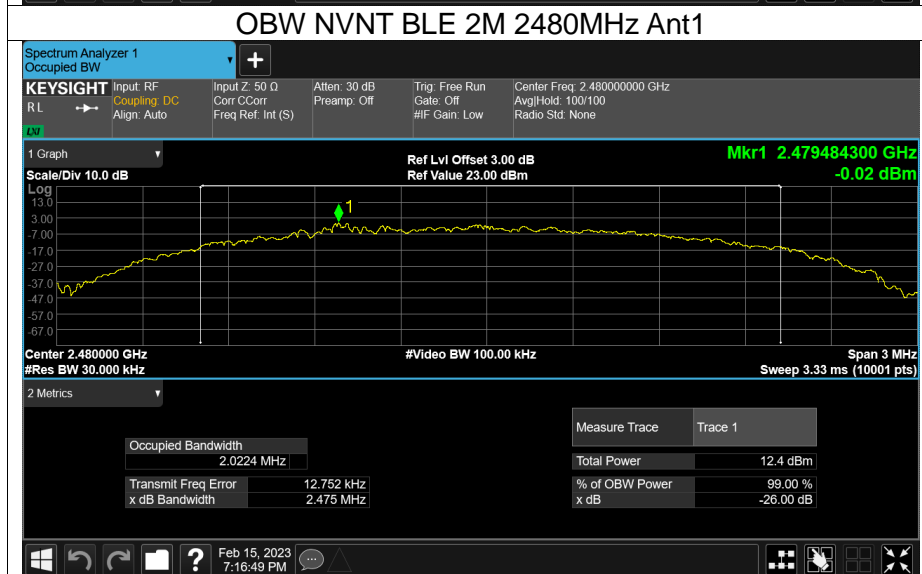 OBW NVNT BLE 2M 2480MHz Ant1
Spectrum Analyzer 1
Occupied BW
+
KEYSIGHT
R L
LXI
Input: RF
Coupling: DC
Align: Auto
Input Z: 50 Ω
Corr CCorr
Freq Ref: Int (S)
Atten: 30 dB
Preamp: Off
Trig: Free Run
Gate: Off
#IF Gain: Low
Center Freq: 2.480000000 GHz
Avg|Hold: 100/100
Radio Std: None
1 Graph
Scale/Div 10.0 dB
Ref Lvl Offset 3.00 dB
Ref Value 23.00 dBm
Mkr1 2.479484300 GHz
-0.02 dBm
Log
13.0
3.00
-7.00
-17.0
-27.0
-37.0
-47.0
-57.0
-67.0
1
Center 2.480000 GHz
#Res BW 30.000 kHz
#Video BW 100.00 kHz
Span 3 MHz
Sweep 3.33 ms (10001 pts)
2 Metrics
Occupied Bandwidth
2.0224 MHz
Transmit Freq Error 12.752 kHz
x dB Bandwidth 2.475 MHz
Measure Trace Trace 1
Total Power 12.4 dBm
% of OBW Power 99.00 %
x dB -26.00 dB
?
Feb 15, 2023
7:16:49 PM